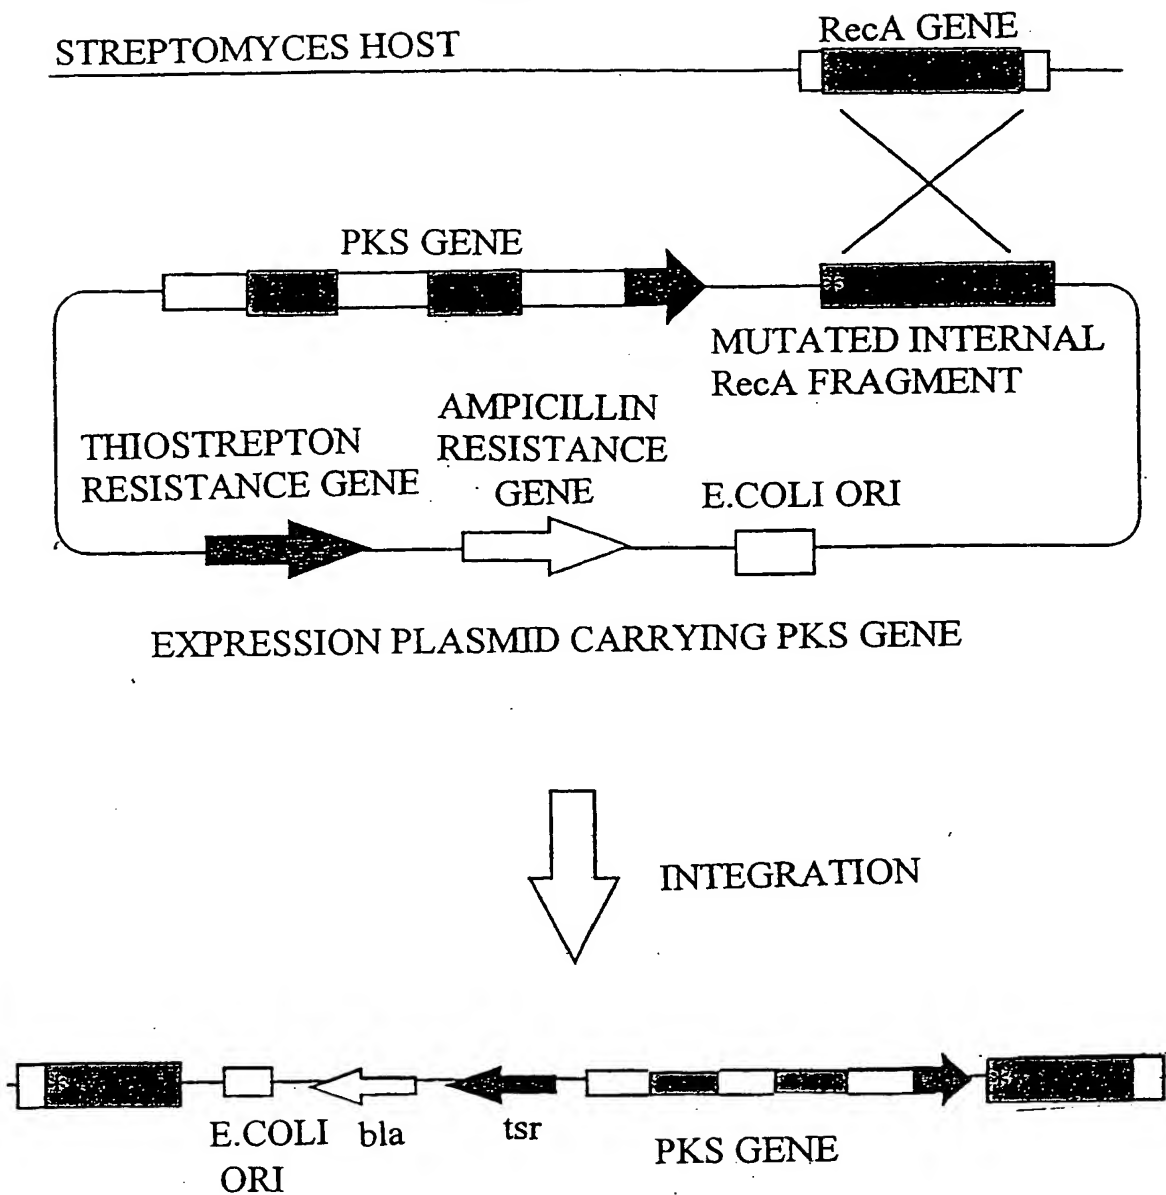 RecA GENE
STREPTOMYCES HOST
PKS GENE
MUTATED INTERNAL
RecA FRAGMENT
AMPICILLIN
RESISTANCE
GENE
THIOSTREPTON
RESISTANCE GENE
E.COLI ORI
EXPRESSION PLASMID CARRYING PKS GENE
INTEGRATION
E.COLI
ORI
bla
tsr
PKS GENE